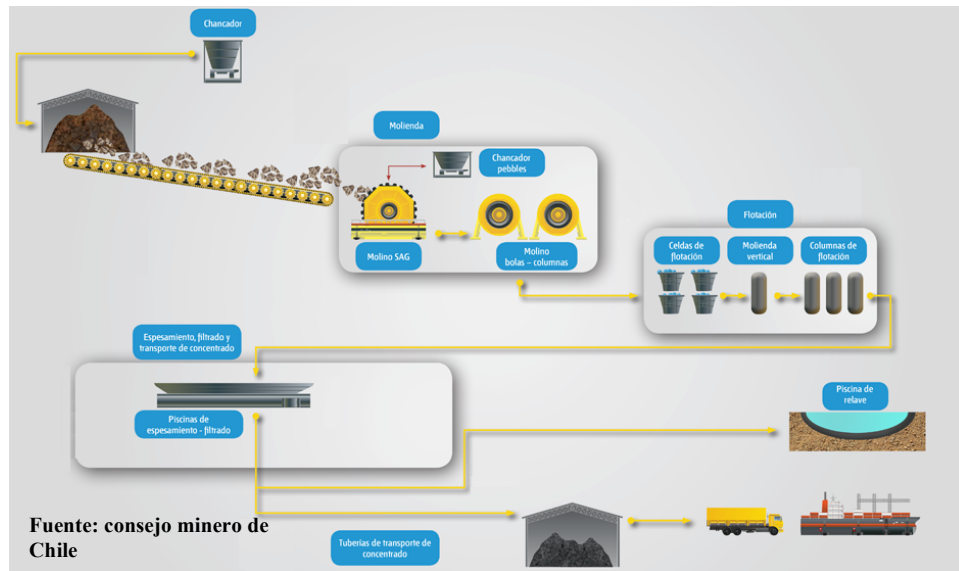 Chancador
Molienda
Chancador
pebbles
Molino SAG
Molino
bolas – columnas
Flotación
Celdas de
flotación
Molienda
vertical
Columnas de
flotación
Espesamiento, filtrado y
transporte de concentrado
Piscinas de
espesamiento - filtrado
Piscina de
relave
Fuente: consejo minero de
Chile
Tuberías de transporte de
concentrado